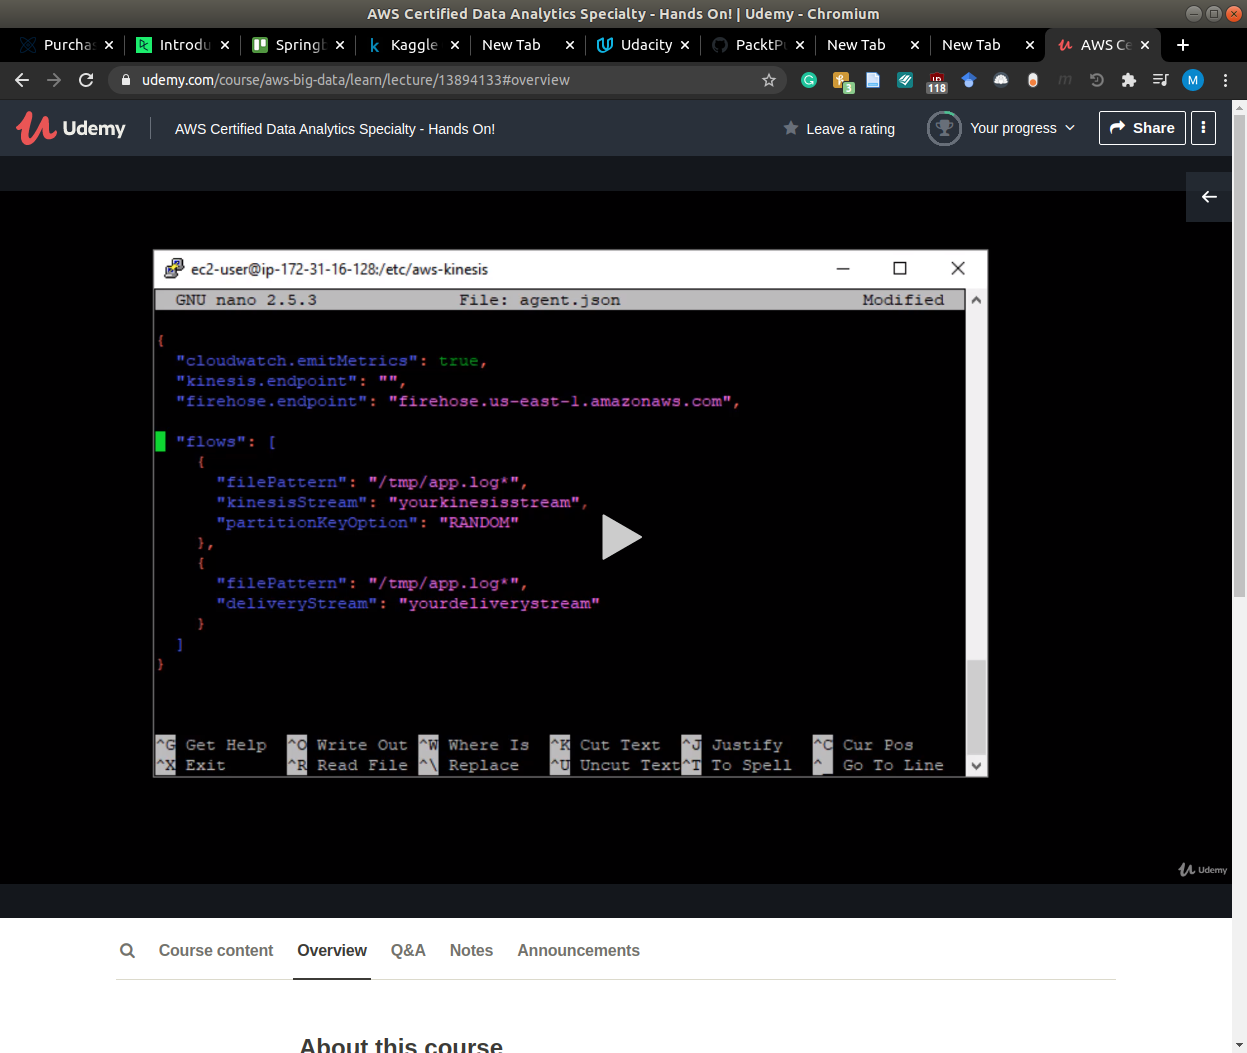 AWS Certified Data Analytics Specialty - Hands On! | Udemy - Chromium
Purchas
Introdu
Springb
Kaggle
New Tab
Udacity
PacktPu
New Tab
New Tab
AWS Ce
udemy.com/course/aws-big-data/learn/lecture/13894133#overview
3
118
M
Udemy
AWS Certified Data Analytics Specialty - Hands On!
Leave a rating
Your progress
Share
ec2-user@ip-172-31-16-128:/etc/aws-kinesis
GNU nano 2.5.3 File: agent.json Modified
{
"cloudwatch.emitMetrics": true,
"kinesis.endpoint": "",
"firehose.endpoint": "firehose.us-east-1.amazonaws.com",
"flows": [
{
"filePattern": "/tmp/app.log*",
"kinesisStream": "yourkinesisstream",
"partitionKeyOption": "RANDOM"
},
{
"filePattern": "/tmp/app.log*",
"deliveryStream": "yourdeliverystream"
}
]
}
^G Get Help ^O Write Out ^W Where Is ^K Cut Text ^J Justify ^C Cur Pos
^X Exit ^R Read File ^\ Replace ^U Uncut Text ^T To Spell ^_ Go To Line
Udemy
Course content
Overview
Q&A
Notes
Announcements
About this course